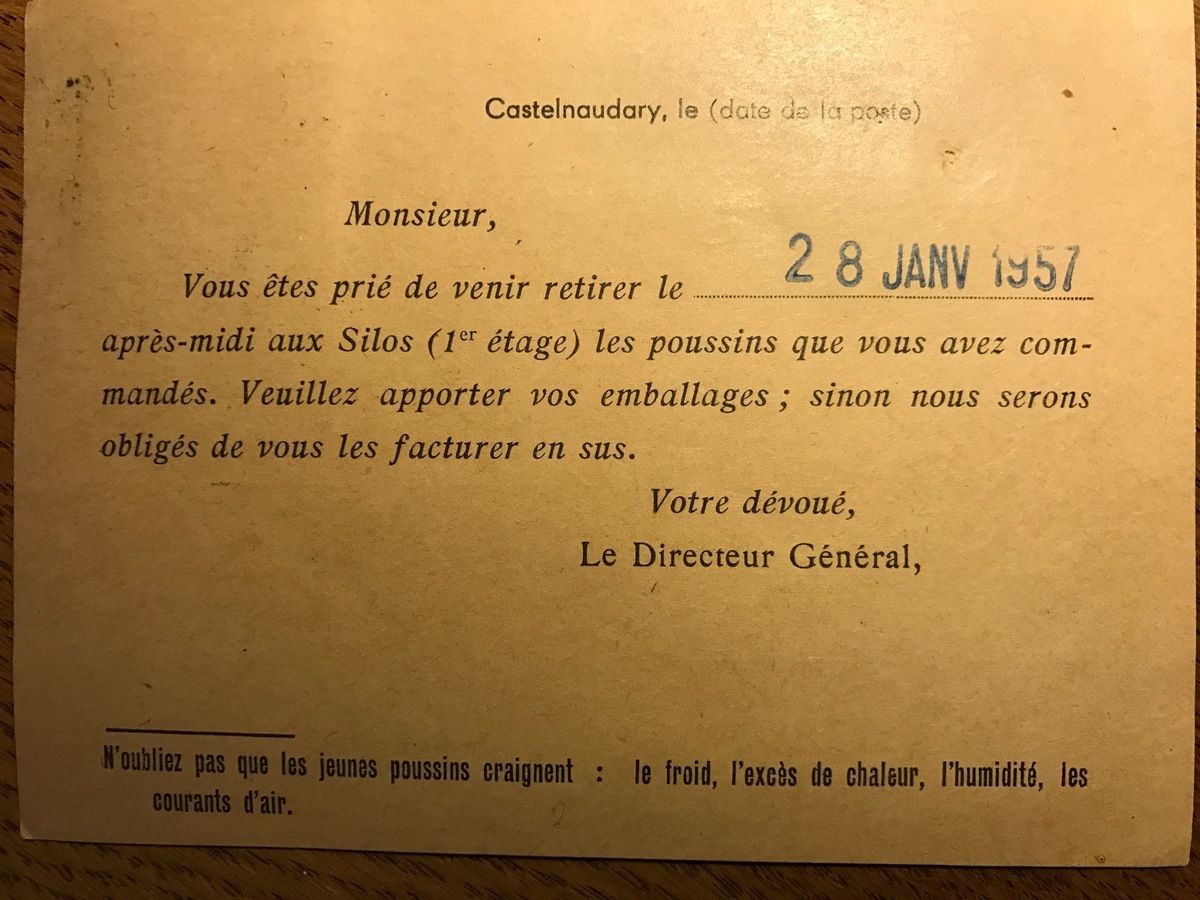 Castelnaudary, le (date de la poste)
Monsieur,
Vous êtes prié de venir retirer le 28 JANV 1957
après-midi aux Silos (1er étage) les poussins que vous avez com-
mandés. Veuillez apporter vos emballages ; sinon nous serons
obligés de vous les facturer en sus.
Votre dévoué,
Le Directeur Général,
N'oubliez pas que les jeunes poussins craignent : le froid, l'excès de chaleur, l'humidité, les
courants d'air.